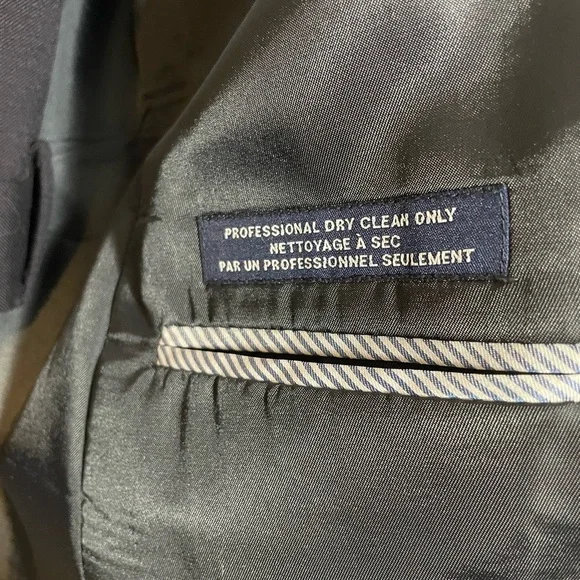 PROFESSIONAL DRY CLEAN ONLY
NETTOYAGE À SEC
PAR UN PROFESSIONNEL SEULEMENT